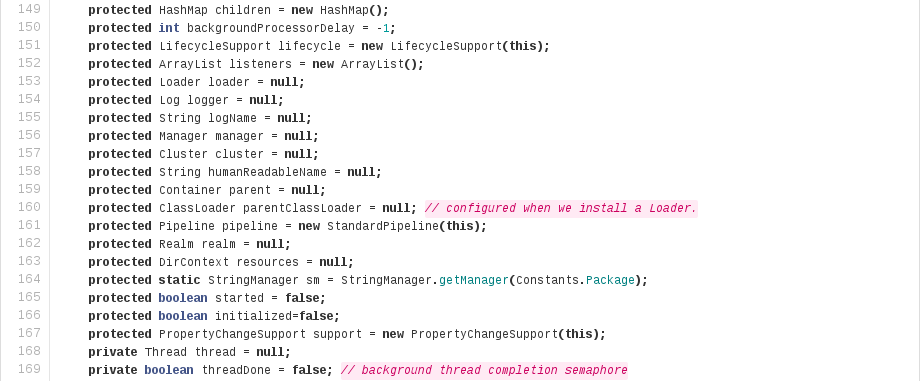 149 protected HashMap children = new HashMap();
150 protected int backgroundProcessorDelay = -1;
151 protected LifecycleSupport lifecycle = new LifecycleSupport(this);
152 protected ArrayList listeners = new ArrayList();
153 protected Loader loader = null;
154 protected Log logger = null;
155 protected String logName = null;
156 protected Manager manager = null;
157 protected Cluster cluster = null;
158 protected String humanReadableName = null;
159 protected Container parent = null;
160 protected ClassLoader parentClassLoader = null; // configured when we install a Loader.
161 protected Pipeline pipeline = new StandardPipeline(this);
162 protected Realm realm = null;
163 protected DirContext resources = null;
164 protected static StringManager sm = StringManager.getManager(Constants.Package);
165 protected boolean started = false;
166 protected boolean initialized=false;
167 protected PropertyChangeSupport support = new PropertyChangeSupport(this);
168 private Thread thread = null;
169 private boolean threadDone = false; // background thread completion semaphore